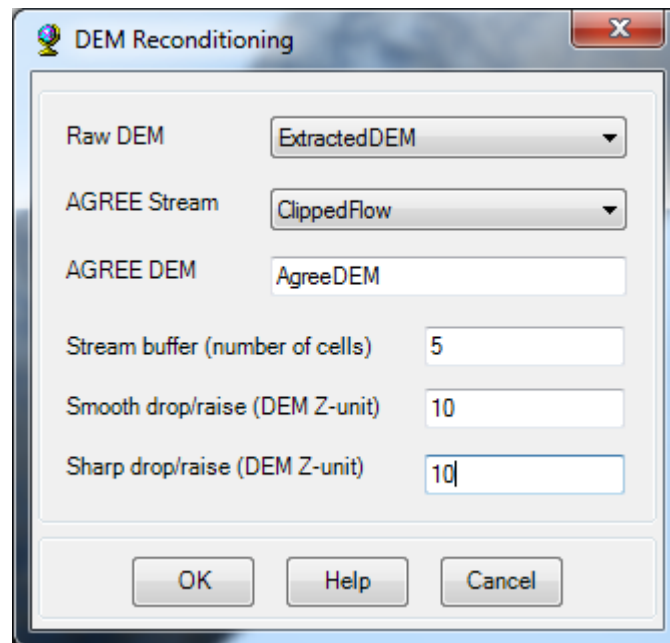 DEM Reconditioning
Raw DEM ExtractedDEM
AGREE Stream ClippedFlow
AGREE DEM AgreeDEM
Stream buffer (number of cells) 5
Smooth drop/raise (DEM Z-unit) 10
Sharp drop/raise (DEM Z-unit) 10
OK Help Cancel